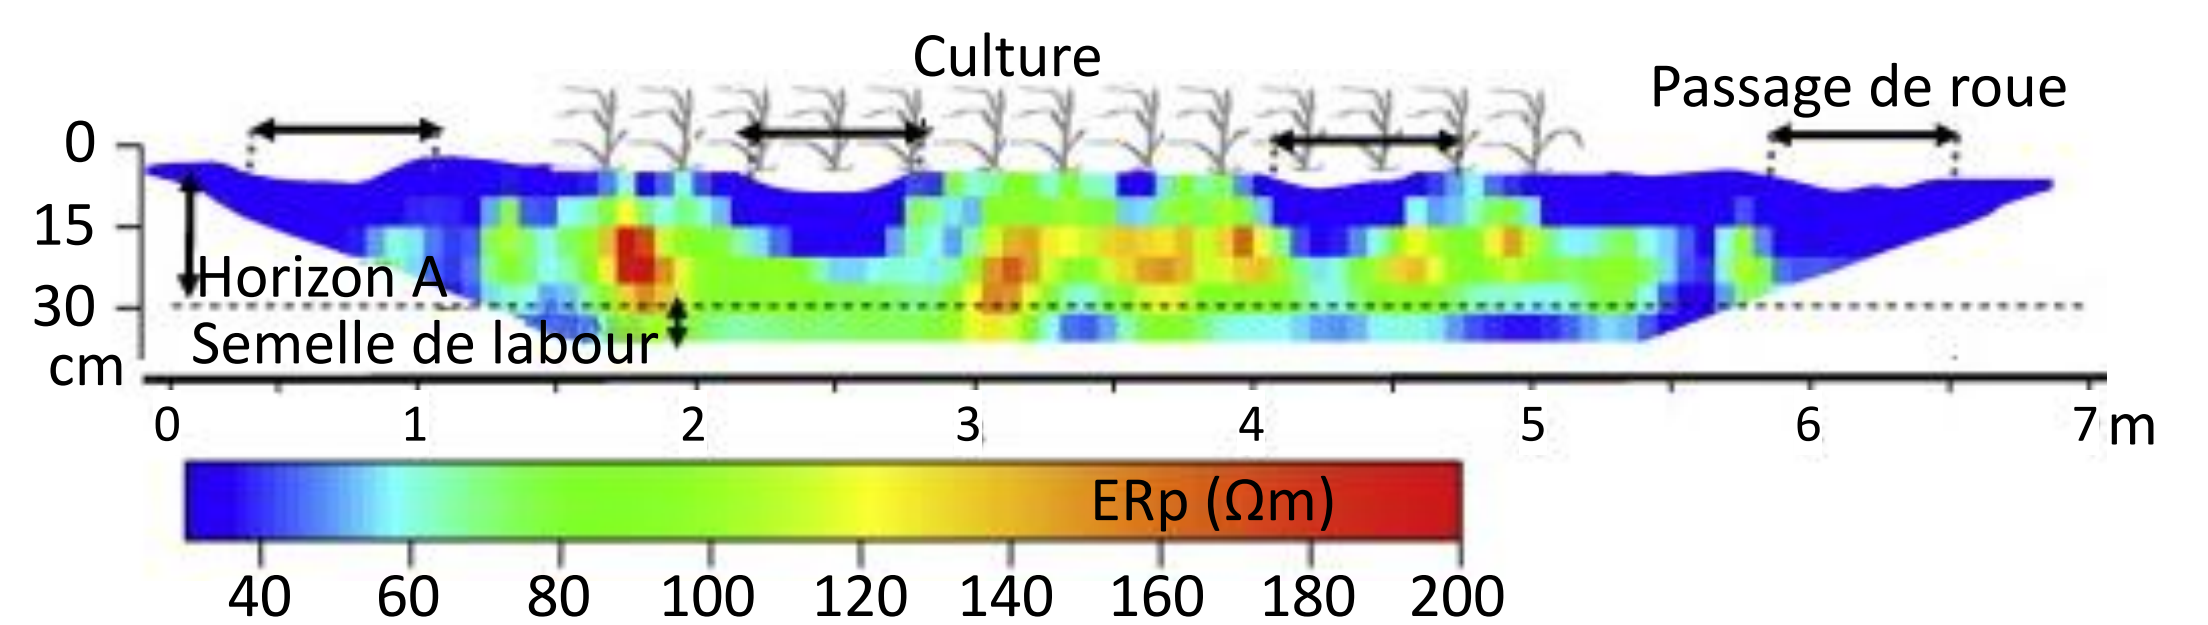 Culture
Passage de roue
0
15
30
cm
Horizon A
Semelle de labour
0 1 2 3 4 5 6 7 m
ERp (Ωm)
40 60 80 100 120 140 160 180 200